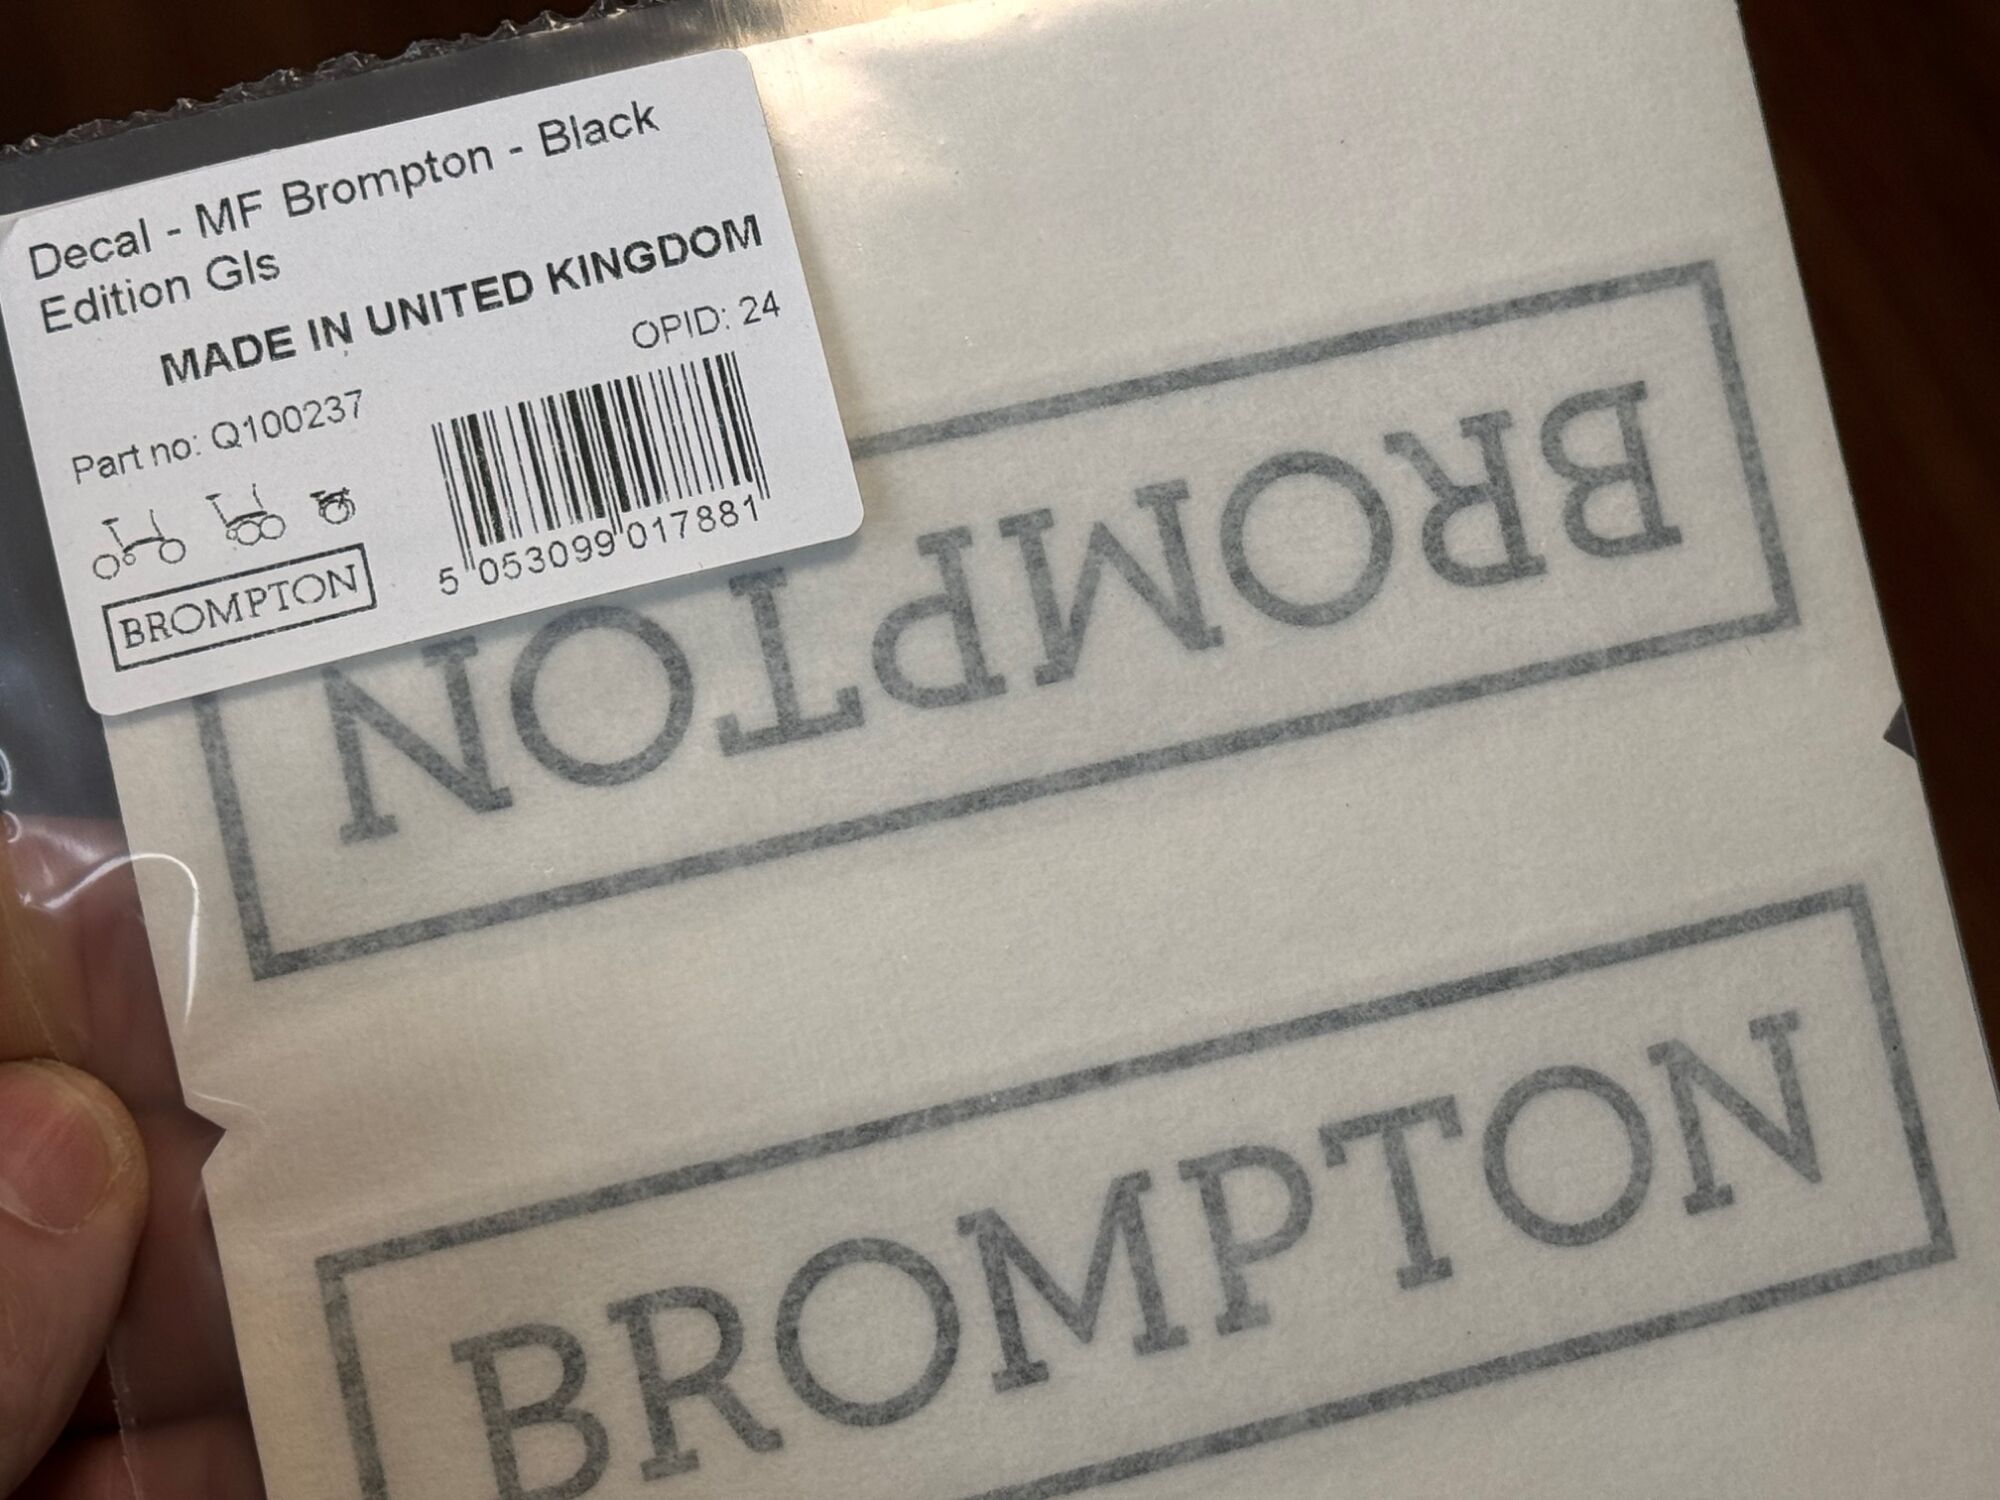 Decal - MF Brompton - Black
Edition Gls
MADE IN UNITED KINGDOM
OPID: 24
Part no: Q100237
5 053099 017881
BROMPTON
BROMPTON
BROMPTON